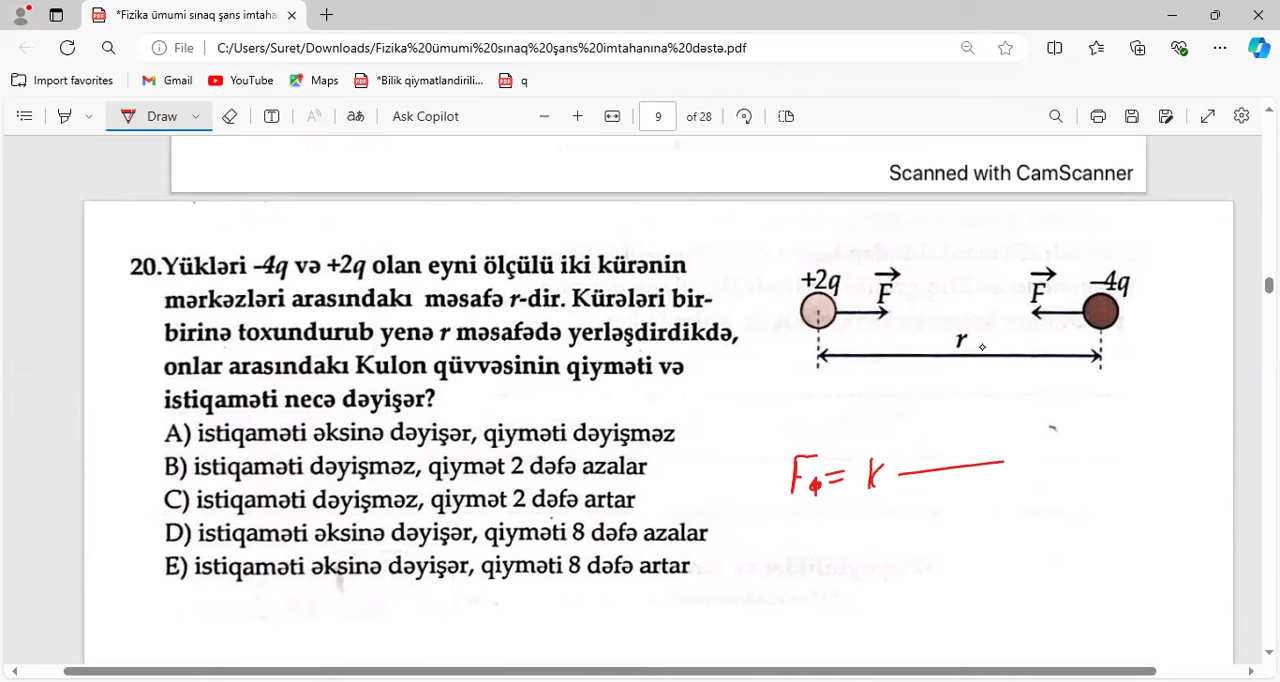 *Fizika ümumi sınaq şans imtaha
File
C:/Users/Suret/Downloads/Fizika%20ümumi%20sınaq%20şans%20imtahanına%20dəstə.pdf
Import favorites
Gmail
YouTube
Maps
*Bilik qiymatlandirili...
q
Draw
Ask Copilot
9
of 28
Scanned with CamScanner
20.Yükləri -4q və +2q olan eyni ölçülü iki kürənin
mərkəzləri arasındakı məsafə r-dir. Kürələri bir-
birinə toxundurub yenə r məsafədə yerləşdirdikdə,
onlar arasındakı Kulon qüvvəsinin qiyməti və
istiqaməti necə dəyişər?
A) istiqaməti əksinə dəyişər, qiyməti dəyişməz
B) istiqaməti dəyişməz, qiymət 2 dəfə azalar
C) istiqaməti dəyişməz, qiymət 2 dəfə artar
D) istiqaməti əksinə dəyişər, qiyməti 8 dəfə azalar
E) istiqaməti əksinə dəyişər, qiyməti 8 dəfə artar
+2q F F -4q
r
F = K